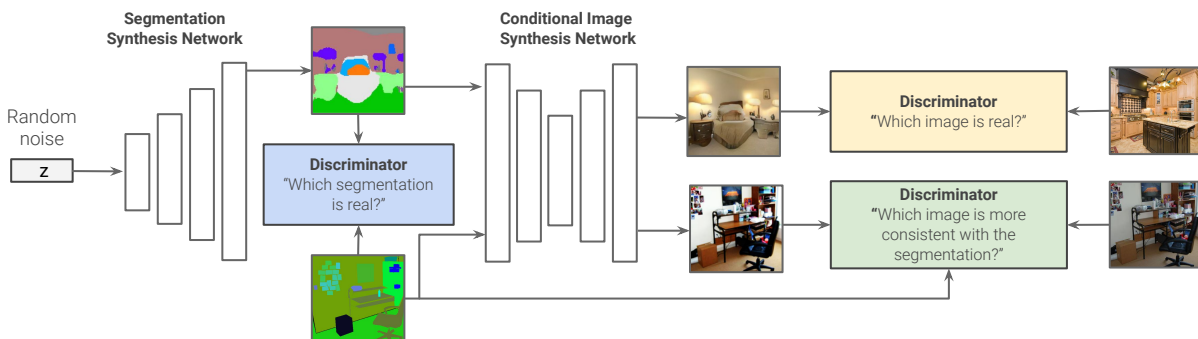 Segmentation
Synthesis Network
Conditional Image
Synthesis Network
Random
noise
z
Discriminator
“Which segmentation
is real?”
Discriminator
“Which image is real?”
Discriminator
“Which image is more
consistent with the
segmentation?”